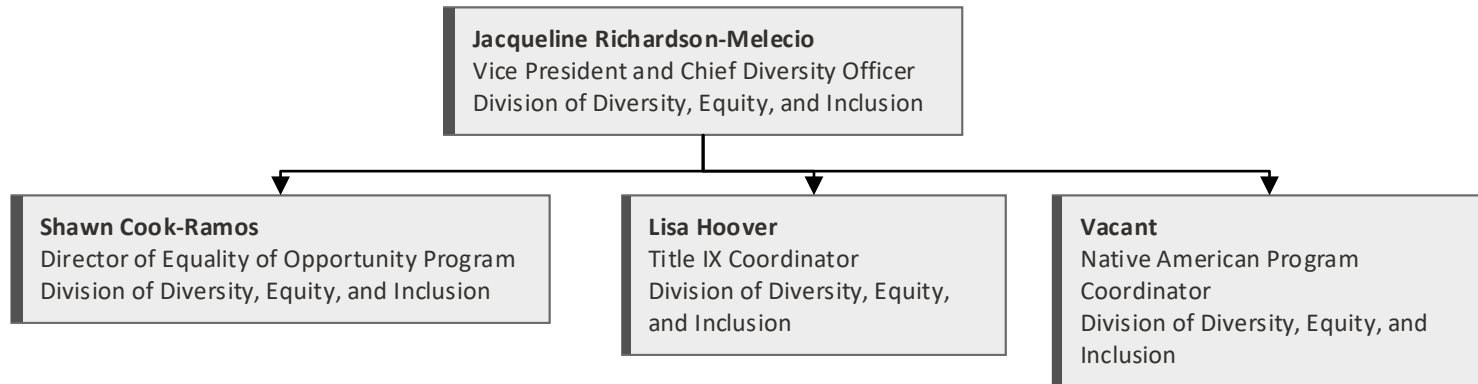 Jacqueline Richardson-Melecio
Vice President and Chief Diversity Officer
Division of Diversity, Equity, and Inclusion
Shawn Cook-Ramos
Director of Equality of Opportunity Program
Division of Diversity, Equity, and Inclusion
Lisa Hoover
Title IX Coordinator
Division of Diversity, Equity,
and Inclusion
Vacant
Native American Program
Coordinator
Division of Diversity, Equity, and
Inclusion